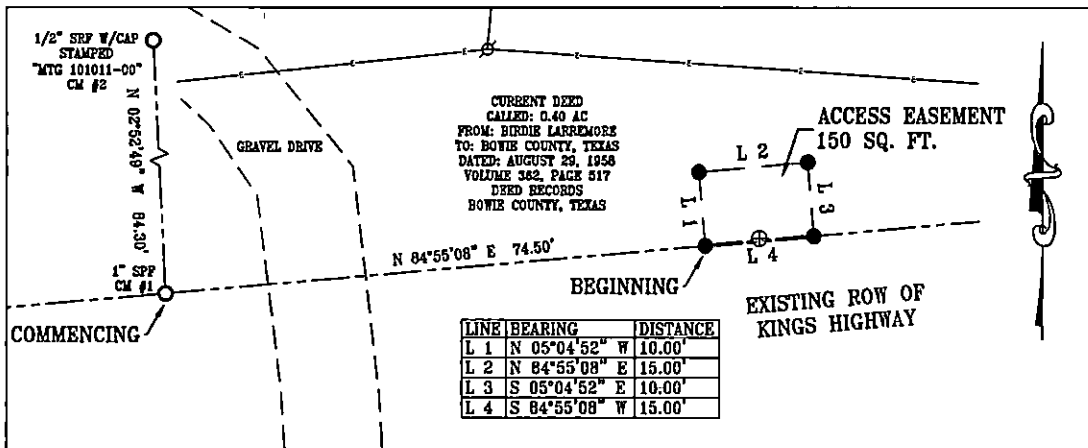 1/2" SRF W/CAP
STAMPED
"MTG 101011-00"
CM #2
N 02°52'49" W 84.30'
GRAVEL DRIVE
CURRENT DEED
CALLED: 0.40 AC
FROM: BIRDIE LARREMORE
TO: BOWIE COUNTY, TEXAS
DATED: AUGUST 29, 1958
VOLUME 362, PAGE 517
DEED RECORDS
BOWIE COUNTY, TEXAS
ACCESS EASEMENT
150 SQ. FT.
L 2
L 1
L 3
L 4
N 84°55'08" E 74.50'
1" SPF
CM #1
COMMENCING
BEGINNING
EXISTING ROW OF
KINGS HIGHWAY
LINE BEARING DISTANCE
L 1 N 05°04'52" W 10.00'
L 2 N 84°55'08" E 15.00'
L 3 S 05°04'52" E 10.00'
L 4 S 84°55'08" W 15.00'